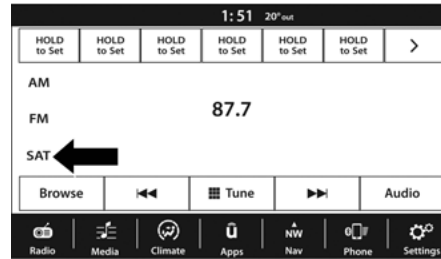 1:51 20° out
HOLD to Set HOLD to Set HOLD to Set HOLD to Set HOLD to Set HOLD to Set
AM
87.7
FM
SAT
Browse Tune Audio
NW
Radio Media Climate Apps Nav Phone Settings